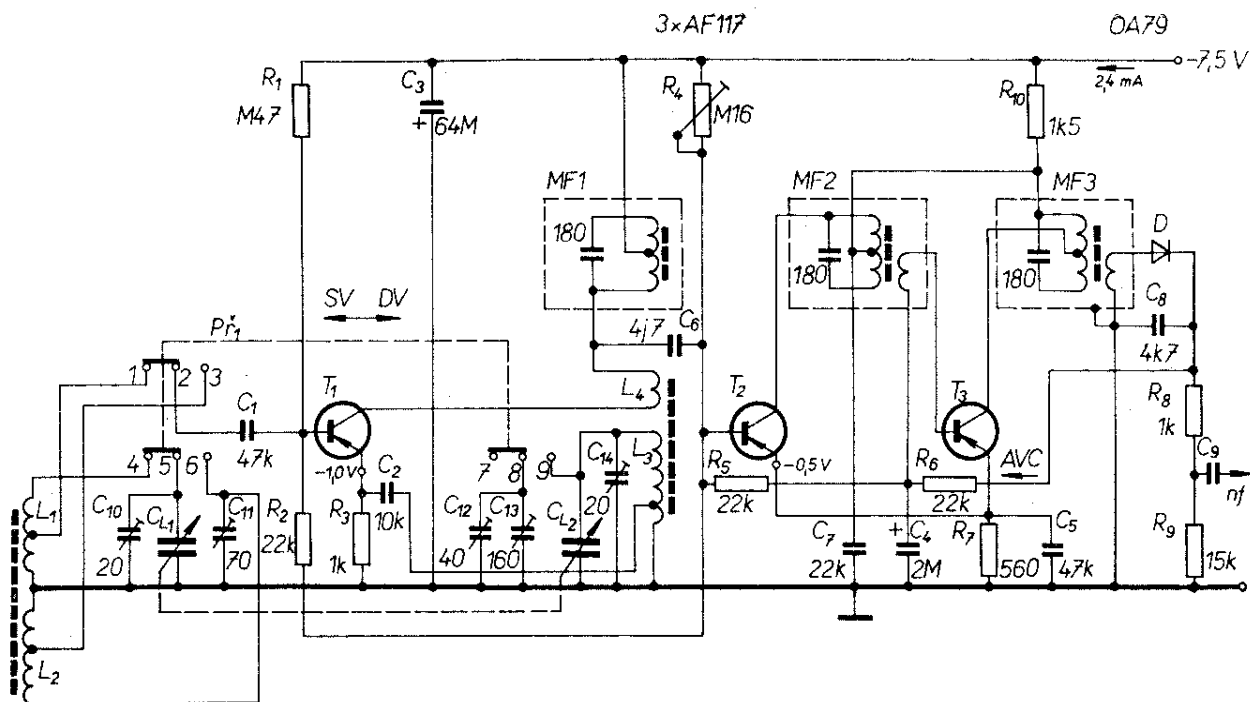 3×AF117
OA79
-7,5 V
2,4 mA
R1
M47
C3
+ 64M
R4
M16
R10
1k5
MF1
180
MF2
180
MF3
180
D
C8
4k7
SV DV
Př1
4j7
C6
1 2 3
C1
47k
T1
-1,0V
L4
T2
-0,5V
T3
AVC
R8
1k
C9
nf
4 5 6
7 8 9
C2
10k
C14
20
L3
R5
22k
R6
22k
L1
C10
20
CL1
C11
70
R2
22k
R3
1k
C12
40
C13
160
CL2
C7
22k
+
C4
2M
R7
560
C5
47k
R9
15k
L2